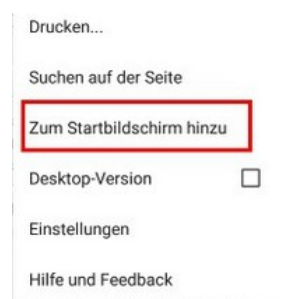 Drucken...
Suchen auf der Seite
Zum Startbildschirm hinzu
Desktop-Version
Einstellungen
Hilfe und Feedback